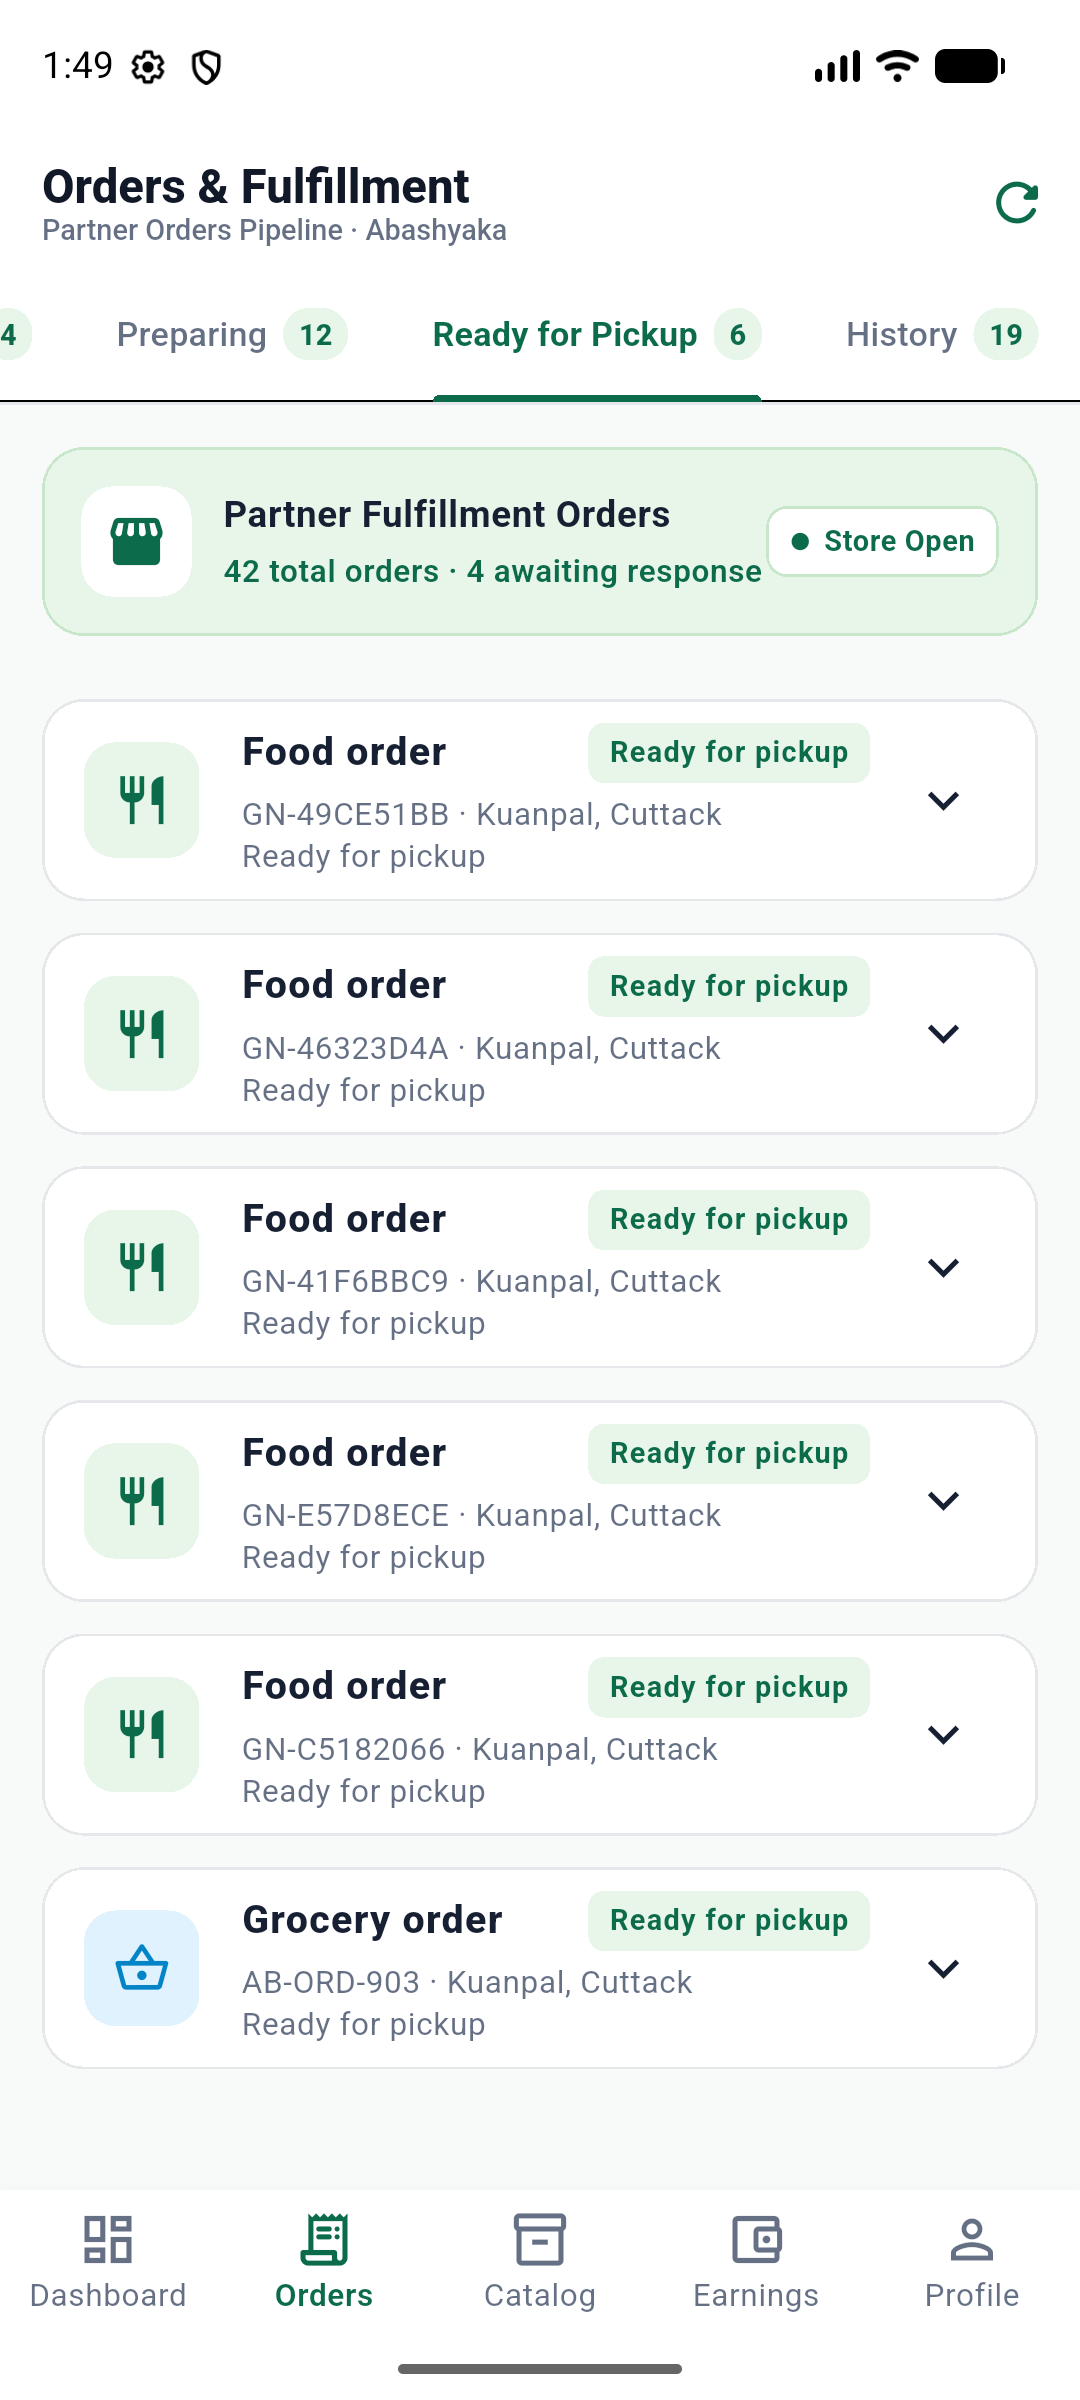 1:49
Orders & Fulfillment
Partner Orders Pipeline · Abashyaka
4 Preparing 12 Ready for Pickup 6 History 19
Partner Fulfillment Orders
42 total orders · 4 awaiting response
Store Open
Food order Ready for pickup
GN-49CE51BB · Kuanpal, Cuttack
Ready for pickup
Food order Ready for pickup
GN-46323D4A · Kuanpal, Cuttack
Ready for pickup
Food order Ready for pickup
GN-41F6BBC9 · Kuanpal, Cuttack
Ready for pickup
Food order Ready for pickup
GN-E57D8ECE · Kuanpal, Cuttack
Ready for pickup
Food order Ready for pickup
GN-C5182066 · Kuanpal, Cuttack
Ready for pickup
Grocery order Ready for pickup
AB-ORD-903 · Kuanpal, Cuttack
Ready for pickup
Dashboard Orders Catalog Earnings Profile